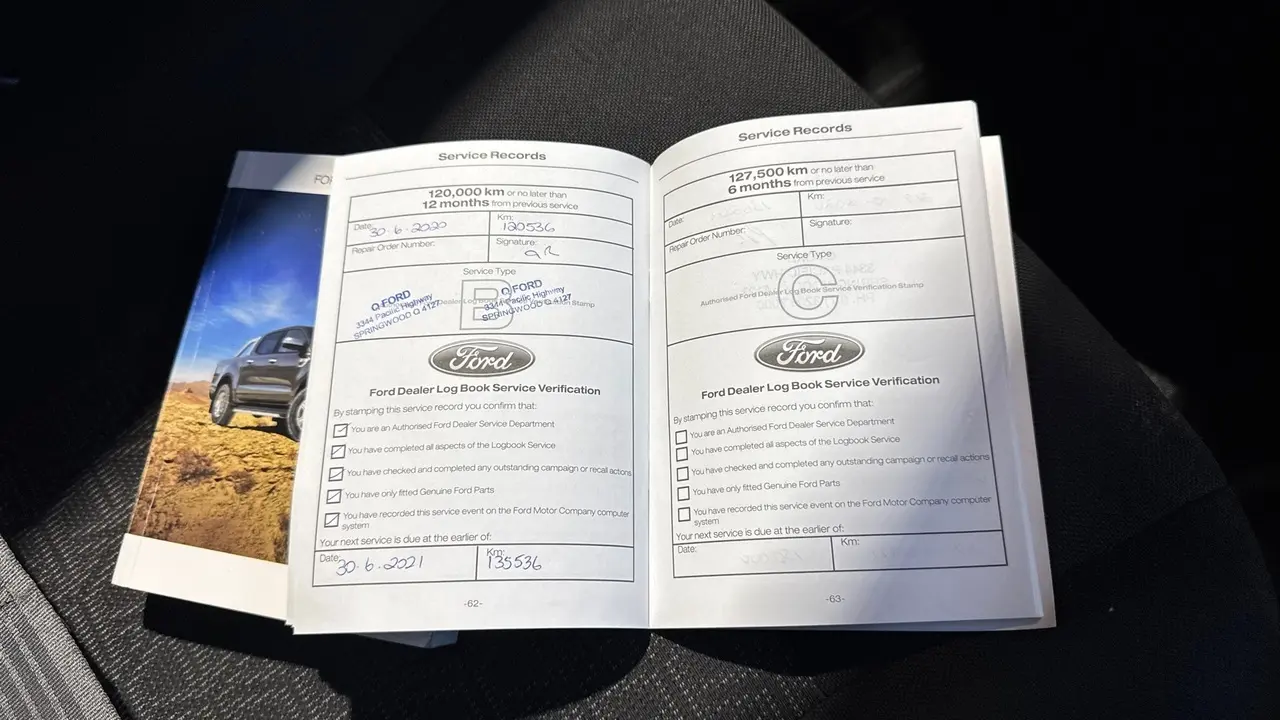 FO
Service Records
120,000 km or no later than
12 months from previous service
Date: 30-6-2020
Km: 120536
Repair Order Number:
Signature:
Service Type
B
Q FORD
3344 Pacific Highway
SPRINGWOOD Q 4127
Q FORD
3344 Pacific Highway
SPRINGWOOD Q 4127
Ford
Ford Dealer Log Book Service Verification
By stamping this service record you confirm that:
You are an Authorised Ford Dealer Service Department
You have completed all aspects of the Logbook Service
You have checked and completed any outstanding campaign or recall actions
You have only fitted Genuine Ford Parts
You have recorded this service event on the Ford Motor Company computer
system
Your next service is due at the earlier of:
Date: 30-6-2021
Km: 135536
-62-
Service Records
127,500 km or no later than
6 months from previous service
Date:
Km:
Repair Order Number:
Signature:
Service Type
C
Authorised Ford Dealer Log Book Service Verification Stamp
Ford
Ford Dealer Log Book Service Verification
By stamping this service record you confirm that:
You are an Authorised Ford Dealer Service Department
You have completed all aspects of the Logbook Service
You have checked and completed any outstanding campaign or recall actions
You have only fitted Genuine Ford Parts
You have recorded this service event on the Ford Motor Company computer
system
Your next service is due at the earlier of:
Date:
Km:
-63-